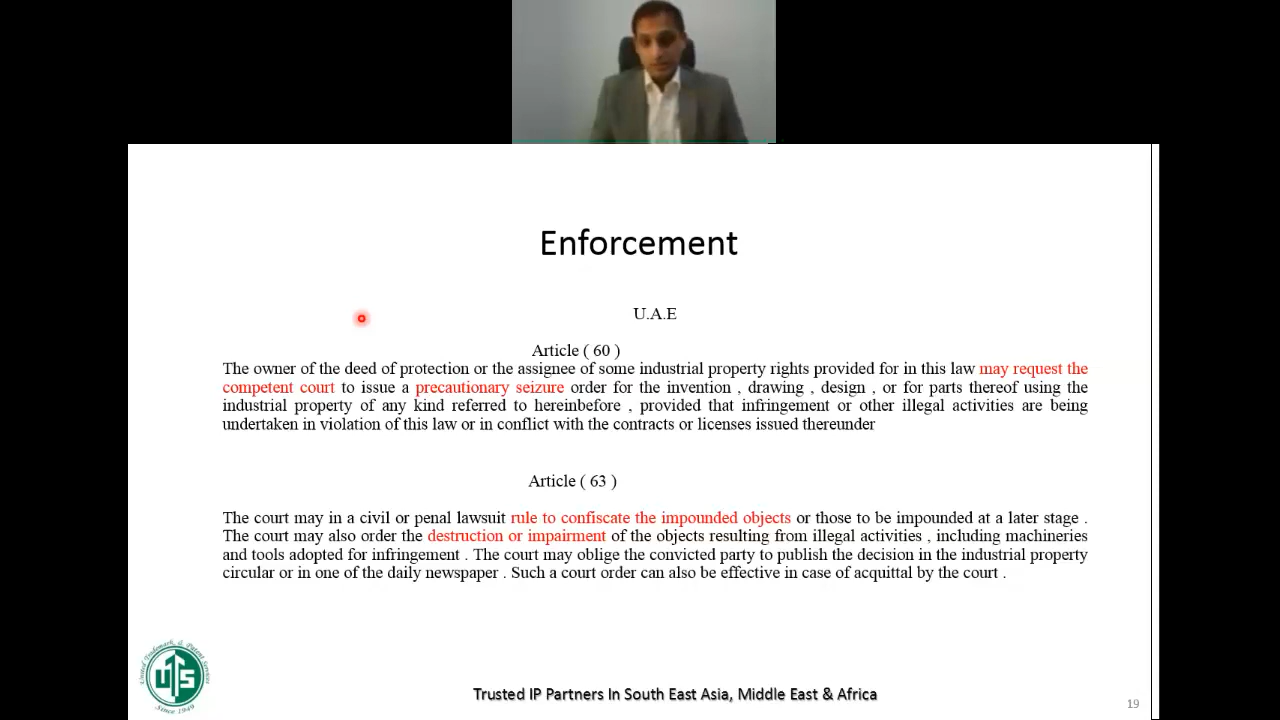 Enforcement
U.A.E
Article ( 60 )
The owner of the deed of protection or the assignee of some industrial property rights provided for in this law may request the
competent court to issue a precautionary seizure order for the invention , drawing , design , or for parts thereof using the
industrial property of any kind referred to hereinbefore , provided that infringement or other illegal activities are being
undertaken in violation of this law or in conflict with the contracts or licenses issued thereunder
Article ( 63 )
The court may in a civil or penal lawsuit rule to confiscate the impounded objects or those to be impounded at a later stage .
The court may also order the destruction or impairment of the objects resulting from illegal activities , including machineries
and tools adopted for infringement . The court may oblige the convicted party to publish the decision in the industrial property
circular or in one of the daily newspaper . Such a court order can also be effective in case of acquittal by the court .
United Trademark & Patent Services
UTS
Since 1949
Trusted IP Partners In South East Asia, Middle East & Africa
19